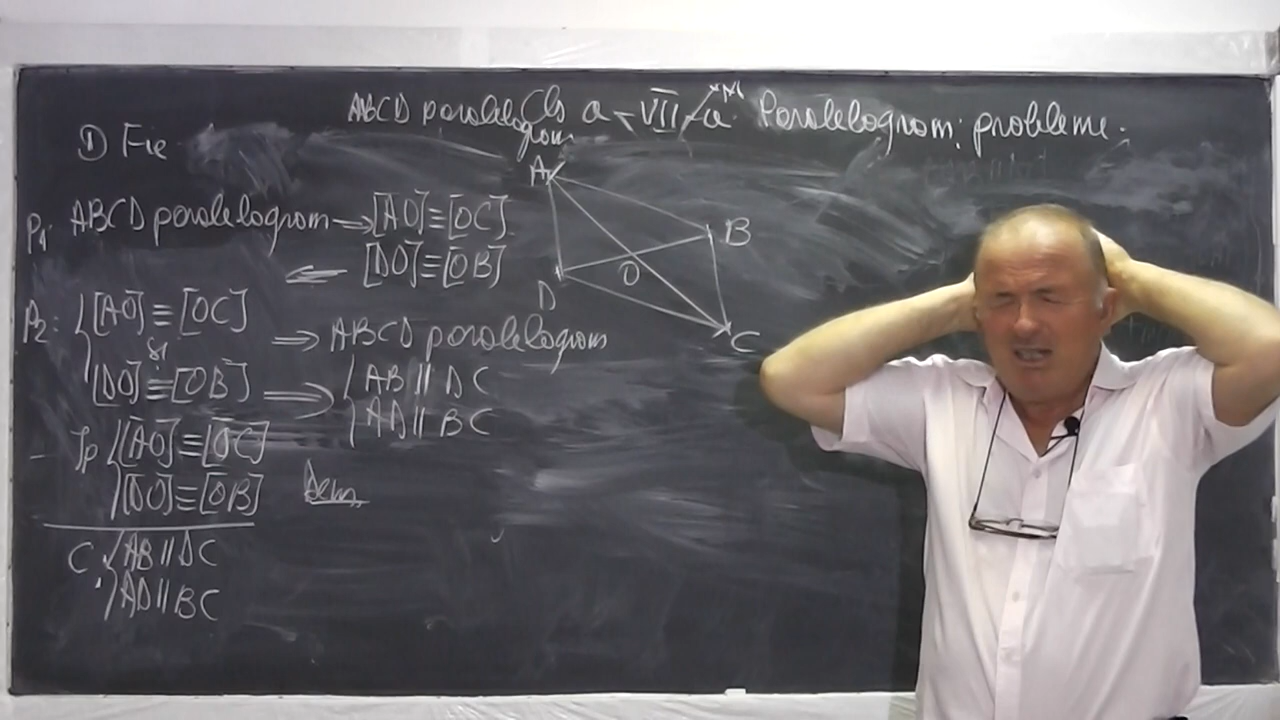 ABCD paralelogram Cls a-VII-a Paralelogram; probleme.
1) Fie
P1. ABCD paralelogram → [AO]≡[OC]
⇐ [DO]≡[OB]
A
B
O
D
C
P2: { [AO]≡[OC]
și ⇒ ABCD paralelogram
[DO]≡[OB] ⇒ { AB || DC
AD || BC
- Ip { [AO]≡[OC]
[DO]≡[OB] Dem
C. { AB || DC
AD || BC